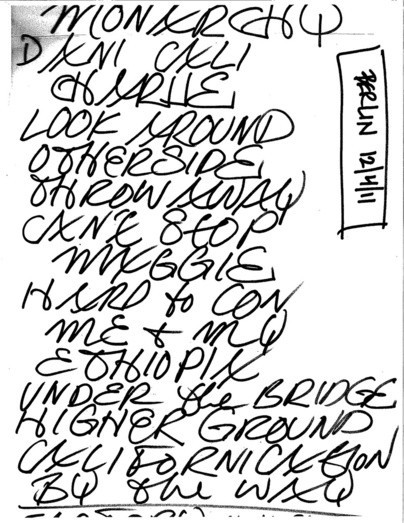 MONARCHY
DANI CALI
CHARLIE
LOOK AROUND
OTHERSIDE
THROW AWAY
CAN'T STOP
MAGGIE
HARD to CON
ME + MY
ETHIOPIA
UNDER the BRIDGE
HIGHER GROUND
CALIFORNICATION
BY the WAY
BERLIN 12/4/11